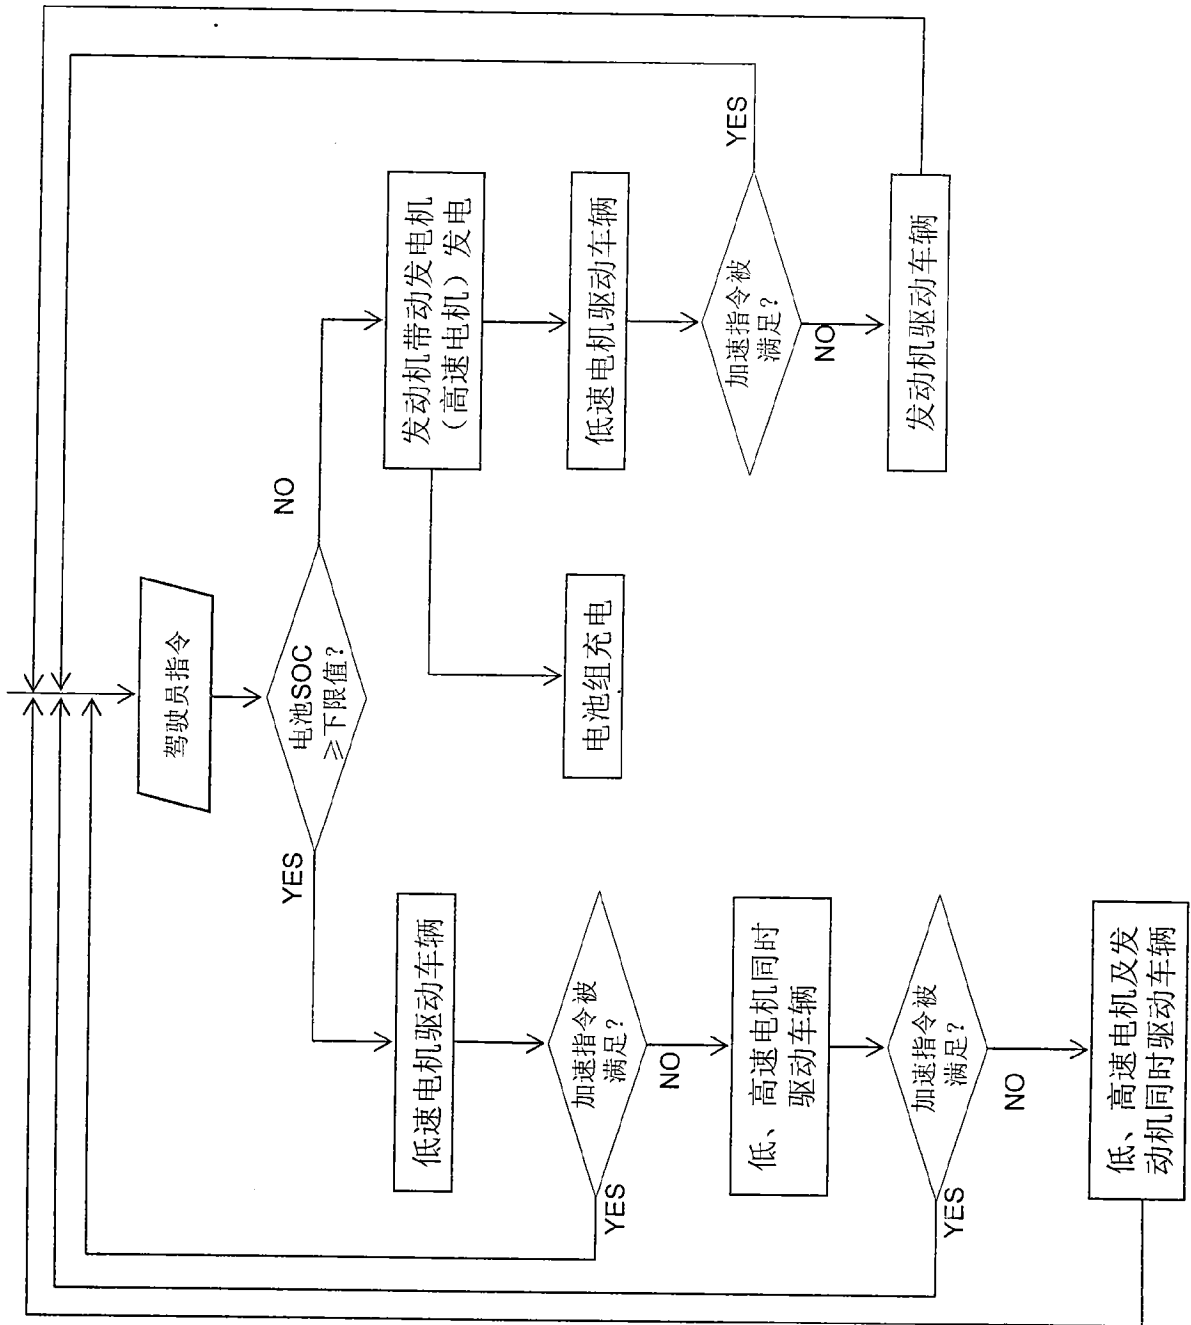 驾驶员指令
电池SOC
≥下限值？
YES
NO
低速电机驱动车辆
加速指令被
满足？
YES
NO
低、高速电机同时
驱动车辆
加速指令被
满足？
YES
NO
低、高速电机及发
动机同时驱动车辆
发动机带动发电机
（高速电机）发电
电池组充电
低速电机驱动车辆
加速指令被
满足？
YES
NO
发动机驱动车辆